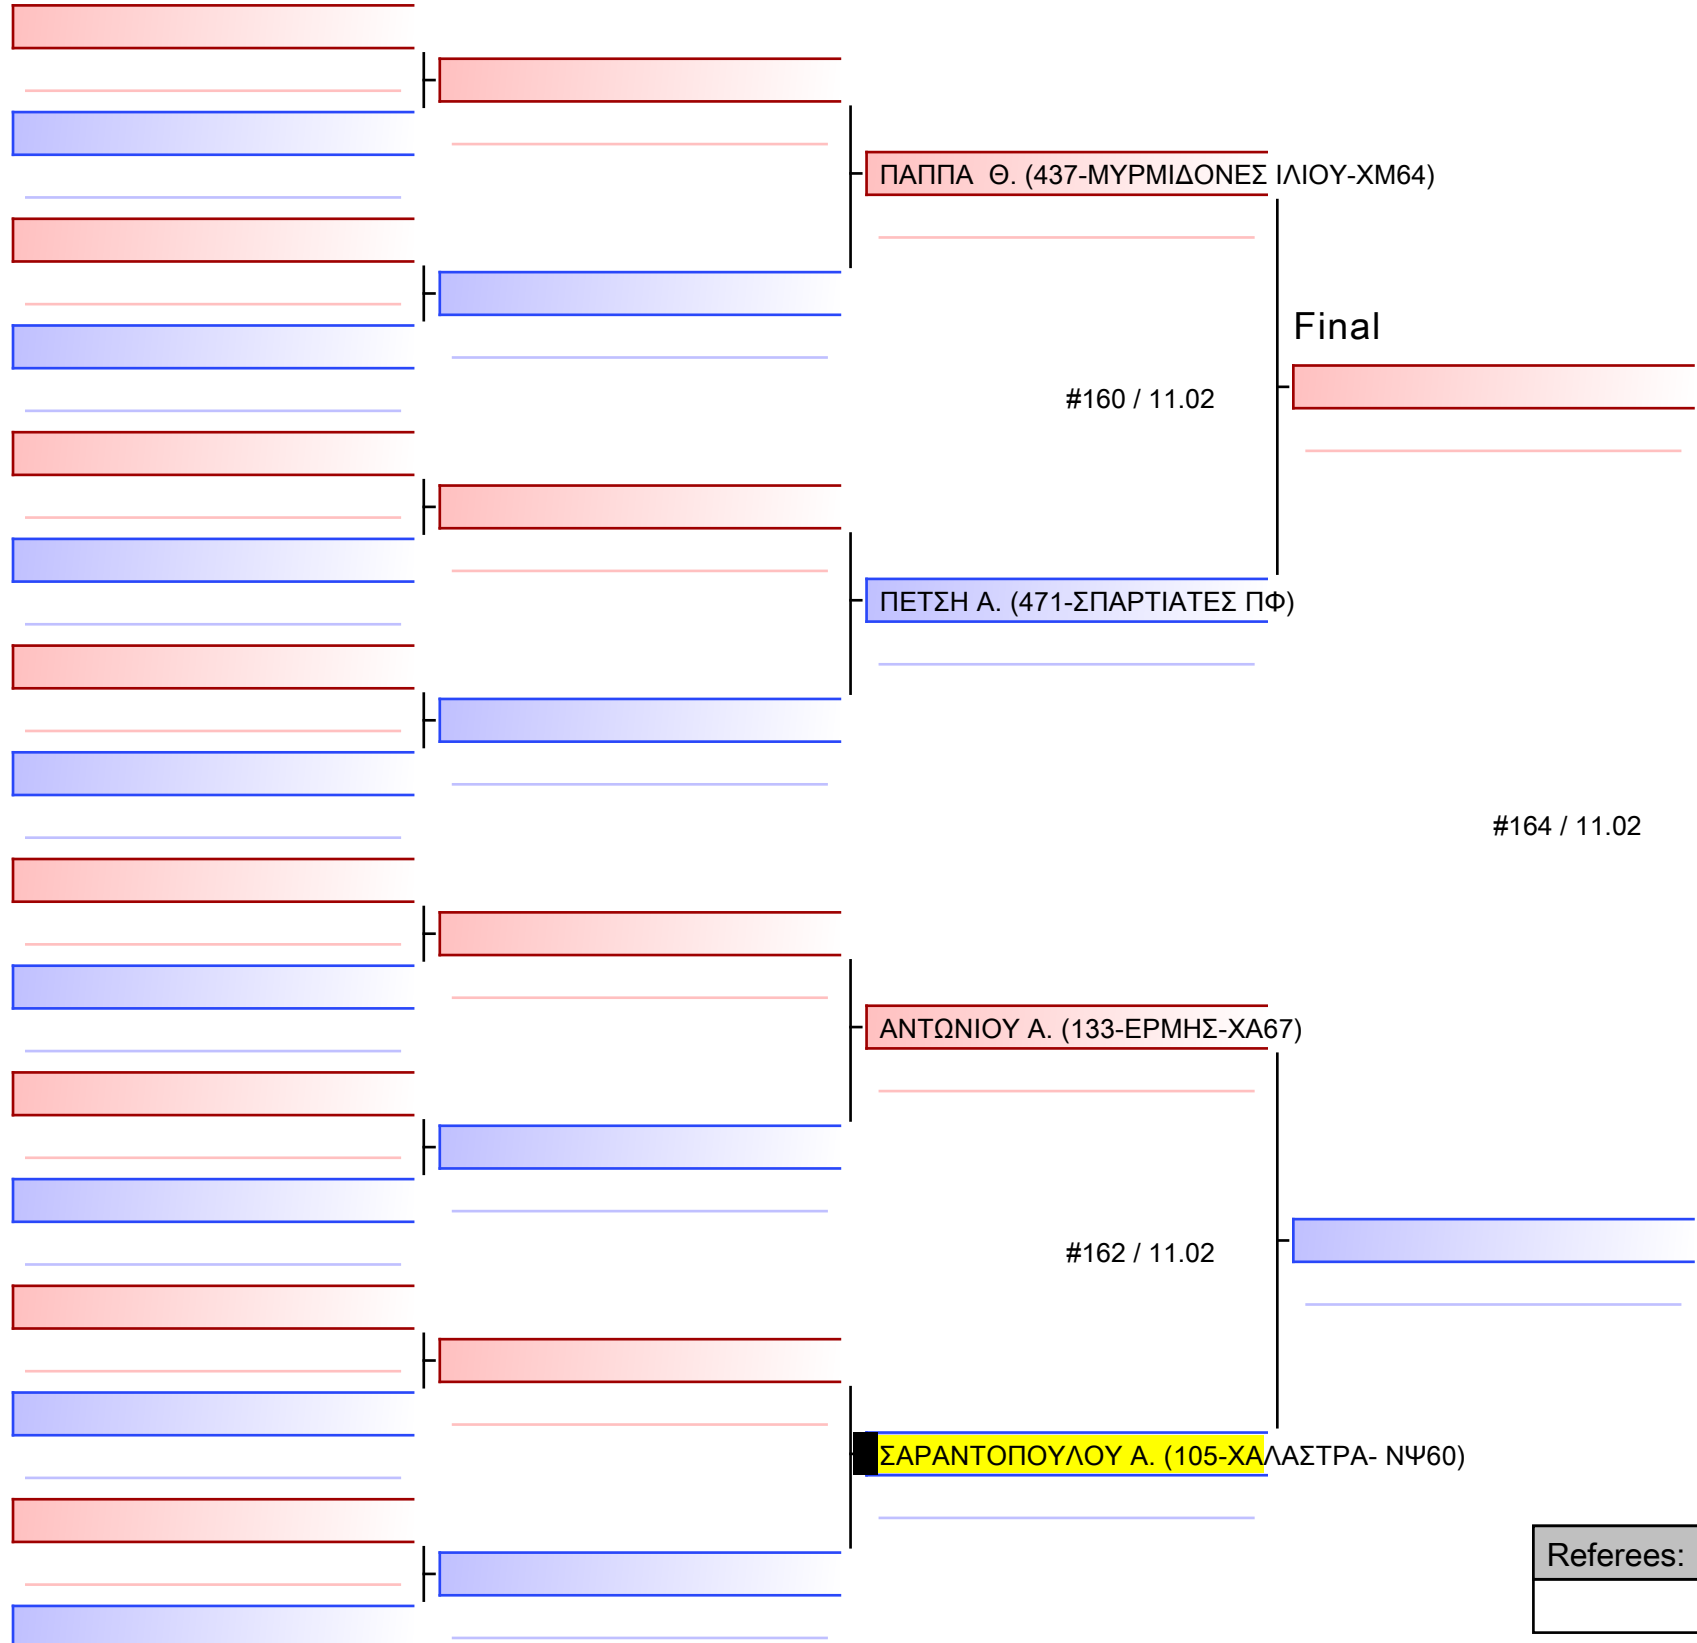 ΠΑΠΠΑ  Θ. (437-ΜΥΡΜΙΔΟΝΕΣ ΙΛΙΟΥ-ΧΜ64)
Final
#160 / 11.02
ΠΕΤΣΗ Α. (471-ΣΠΑΡΤΙΑΤΕΣ ΠΦ)
#164 / 11.02
ΑΝΤΩΝΙΟΥ Α. (133-ΕΡΜΗΣ-ΧΑ67)
#162 / 11.02
ΣΑΡΑΝΤΟΠΟΥΛΟΥ Α. (105-ΧΑΛΑΣΤΡΑ- ΝΨ60)
Referees: